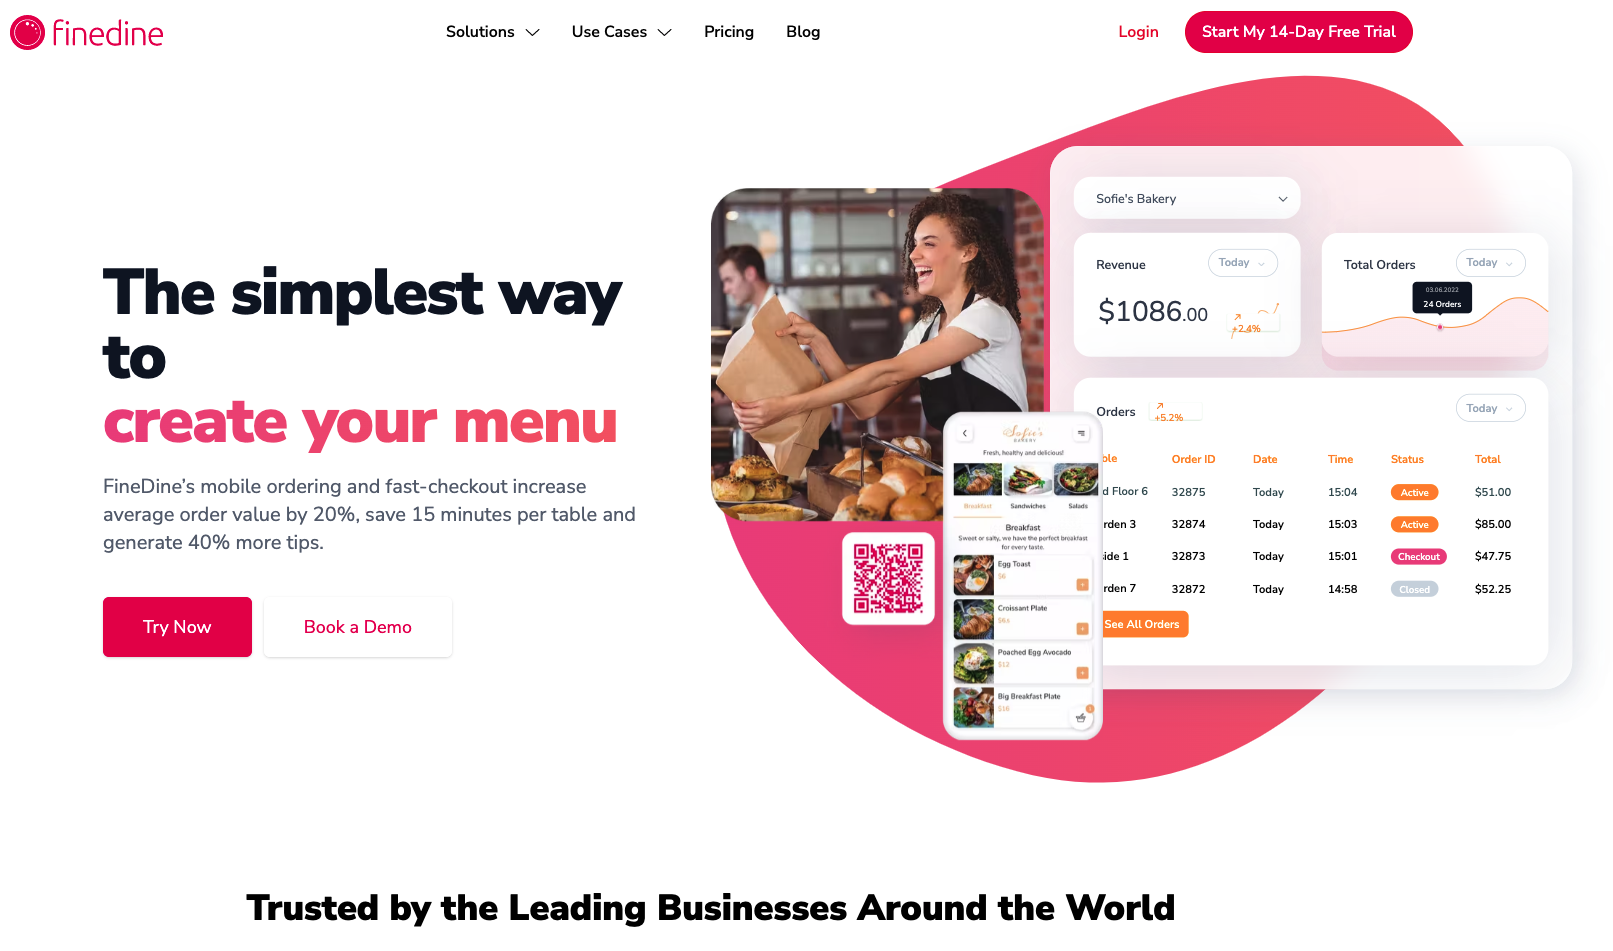 finedine
Solutions
Use Cases
Pricing
Blog
Login
Start My 14-Day Free Trial
The simplest way
to
create your menu
FineDine’s mobile ordering and fast-checkout increase
average order value by 20%, save 15 minutes per table and
generate 40% more tips.
Try Now
Book a Demo
Sofie's Bakery
Revenue
Today
$1086.00
+2.4%
Total Orders
Today
03.06.2022
24 Orders
Orders
+5.2%
Today
ble Order ID Date Time Status Total
d Floor 6 32875 Today 15:04 Active $51.00
rden 3 32874 Today 15:03 Active $85.00
side 1 32873 Today 15:01 Checkout $47.75
rden 7 32872 Today 14:58 Closed $52.25
See All Orders
Sofie's
BAKERY
Fresh, healthy and delicious!
Breakfast Sandwiches Salads
Breakfast
Sweet or salty, we have the perfect breakfast
for every taste.
Egg Toast
$6
Croissant Plate
Poached Egg Avocado
$12
Big Breakfast Plate
$16
Trusted by the Leading Businesses Around the World